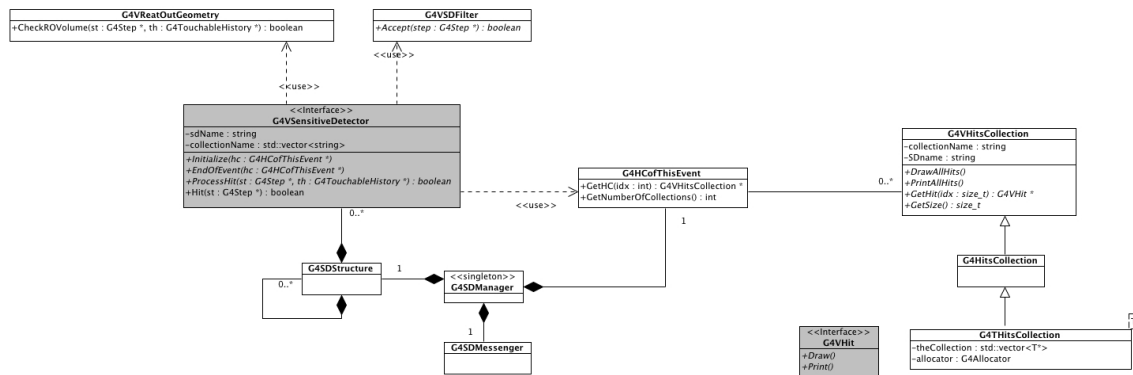 G4VReatOutGeometry
+CheckROVolume(st : G4Step *, th : G4TouchableHistory *) : boolean
G4VSDFilter
+Accept(step : G4Step *) : boolean
<<use>>
<<use>>
<<Interface>>
G4VSensitiveDetector
-sdName : string
-collectionName : std::vector<string>
+Initialize(hc : G4HCofThisEvent *)
+EndOfEvent(hc : G4HCofThisEvent *)
+ProcessHit(st : G4Step *, th : G4TouchableHistory *) : boolean
+Hit(st : G4Step *) : boolean
<<use>>
G4HCofThisEvent
+GetHC(idx : int) : G4VHitsCollection *
+GetNumberOfCollections() : int
0..*
G4VHitsCollection
-collectionName : string
-SDname : string
+DrawAllHits()
+PrintAllHits()
+GetHit(idx : size_t) : G4VHit *
+GetSize() : size_t
0..*
1
G4SDStructure
0..*
1
<<singleton>>
G4SDManager
G4HitsCollection
1
G4SDMessenger
<<Interface>>
G4VHit
+Draw()
+Print()
G4THitsCollection
-theCollection : std::vector<T*>
-allocator : G4Allocator